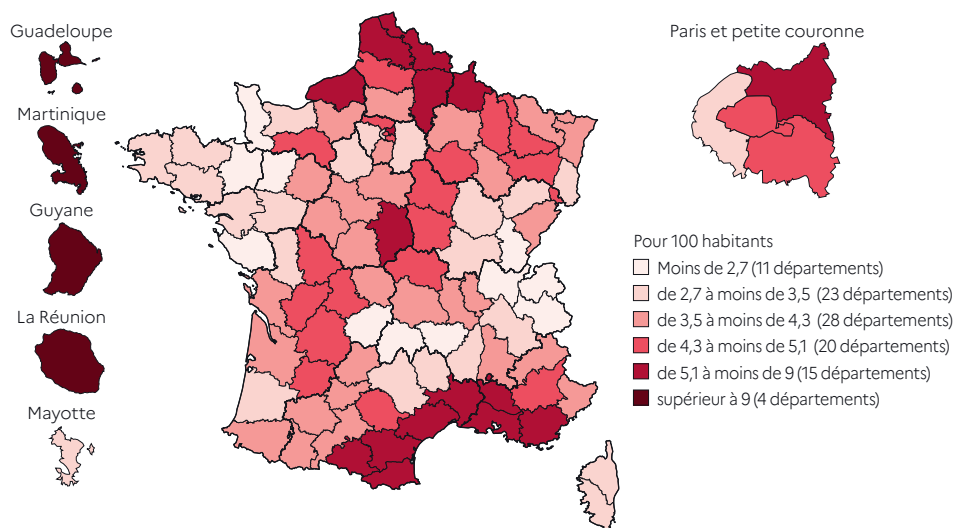 Guadeloupe
Martinique
Guyane
La Réunion
Mayotte
Paris et petite couronne
Pour 100 habitants
Moins de 2,7 (11 départements)
de 2,7 à moins de 3,5 (23 départements)
de 3,5 à moins de 4,3 (28 départements)
de 4,3 à moins de 5,1 (20 départements)
de 5,1 à moins de 9 (15 départements)
supérieur à 9 (4 départements)